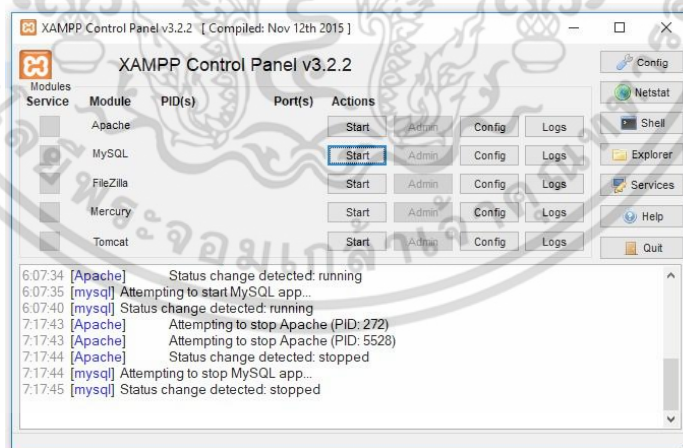 XAMPP Control Panel v3.2.2 [ Compiled: Nov 12th 2015 ]
XAMPP Control Panel v3.2.2
Config
Modules
Service Module PID(s) Port(s) Actions
Netstat
Apache Start Admin Config Logs
Shell
MySQL Start Admin Config Logs
Explorer
FileZilla Start Admin Config Logs
Services
Mercury Start Admin Config Logs
Help
Tomcat Start Admin Config Logs
Quit
6:07:34 [Apache] Status change detected: running
6:07:35 [mysql] Attempting to start MySQL app...
6:07:40 [mysql] Status change detected: running
7:17:43 [Apache] Attempting to stop Apache (PID: 272)
7:17:43 [Apache] Attempting to stop Apache (PID: 5528)
7:17:44 [Apache] Status change detected: stopped
7:17:44 [mysql] Attempting to stop MySQL app...
7:17:45 [mysql] Status change detected: stopped